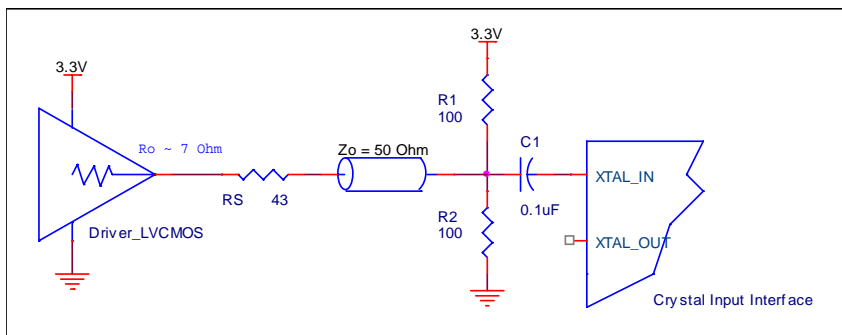 3.3V
3.3V
R1
100
C1
Ro ~ 7 Ohm
Zo = 50 Ohm
XTAL_IN
RS 43
0.1uF
R2
100
Driver_LVCMOS
XTAL_OUT
Crystal Input Interface